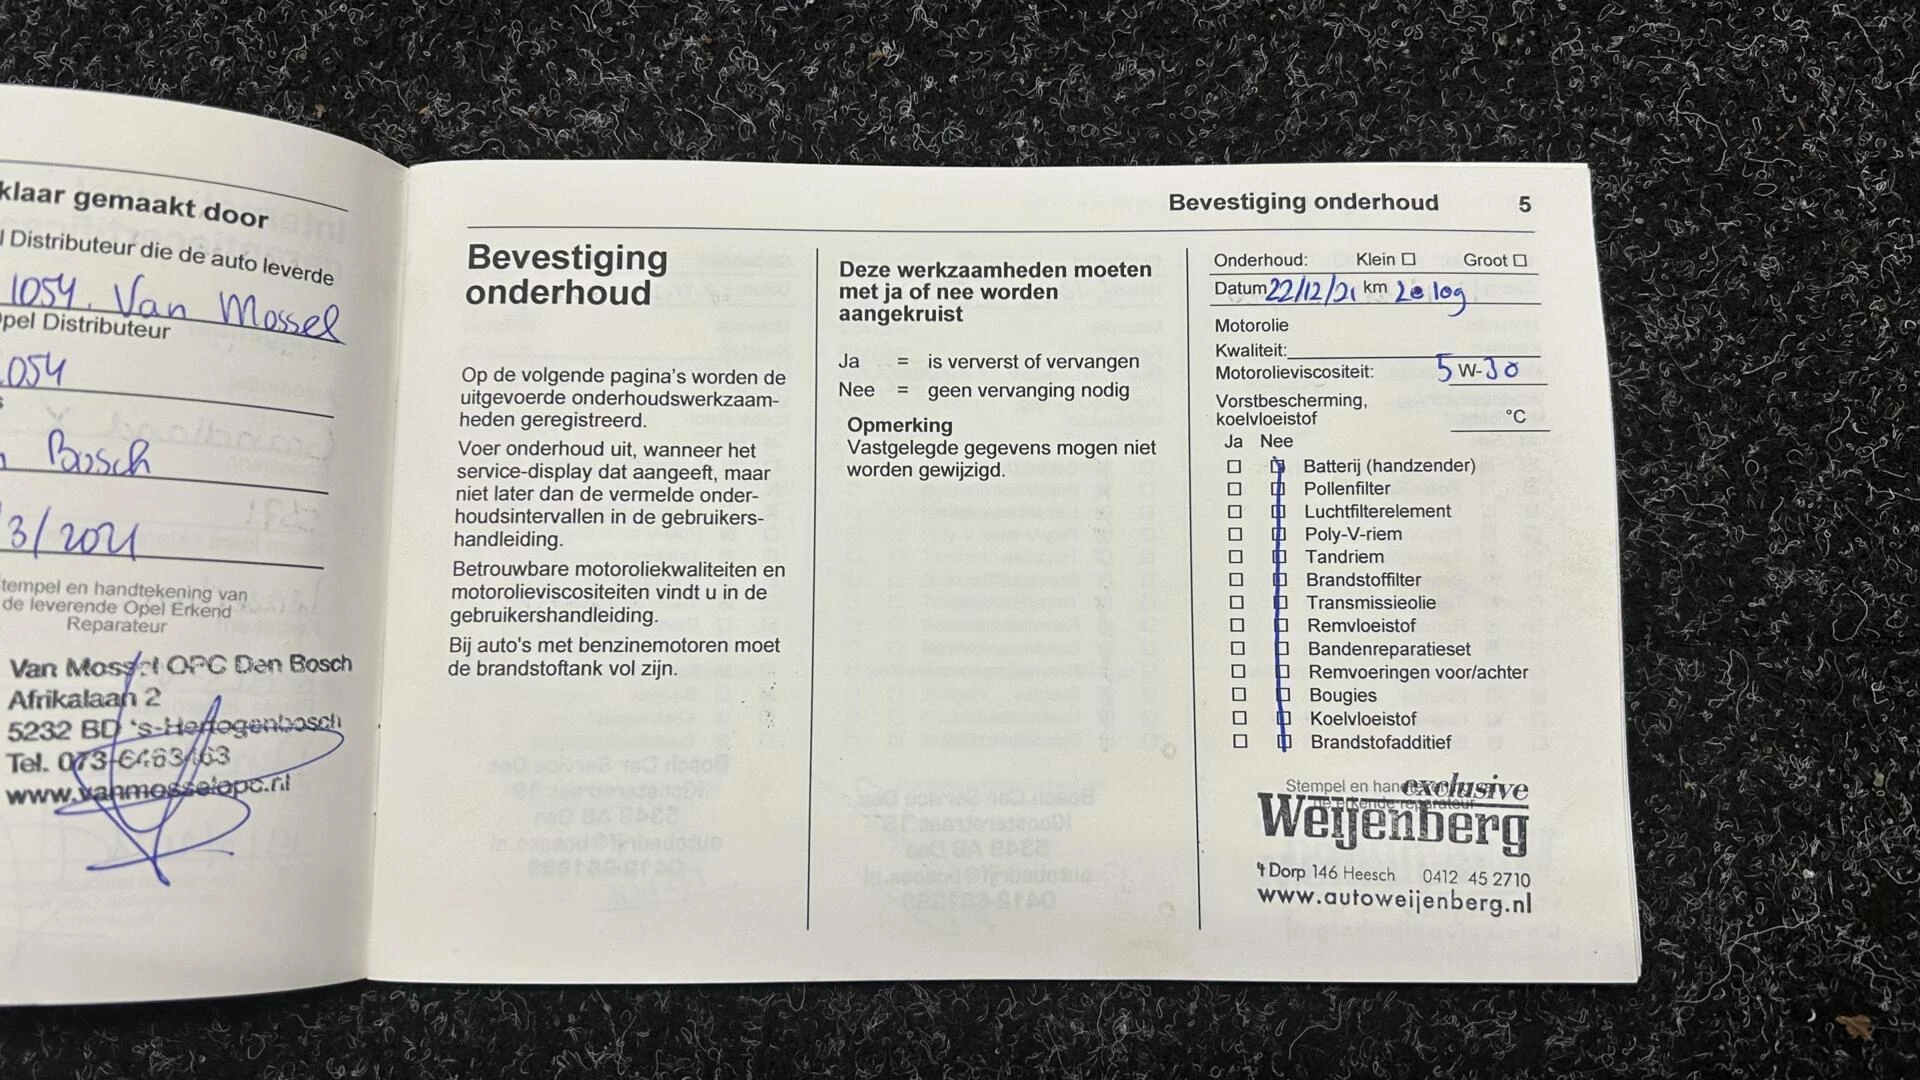 klaar gemaakt door
l Distributeur die de auto leverde
1054. Van Mossel
pel Distributeur
054
Bosch
/3/2021
tempel en handtekening van
de leverende Opel Erkend
Reparateur
Van Mossel OPC Den Bosch
Afrikalaan 2
5232 BD 's-Hertogenbosch
Tel. 073-6463463
www.vanmosselopc.nl
Bevestiging onderhoud 5
Bevestiging
onderhoud
Op de volgende pagina's worden de
uitgevoerde onderhoudswerkzaam-
heden geregistreerd.
Voer onderhoud uit, wanneer het
service-display dat aangeeft, maar
niet later dan de vermelde onder-
houdsintervallen in de gebruikers-
handleiding.
Betrouwbare motoroliekwaliteiten en
motorolieviscositeiten vindt u in de
gebruikershandleiding.
Bij auto's met benzinemotoren moet
de brandstoftank vol zijn.
Deze werkzaamheden moeten
met ja of nee worden
aangekruist
Ja = is ververst of vervangen
Nee = geen vervanging nodig
Opmerking
Vastgelegde gegevens mogen niet
worden gewijzigd.
Onderhoud: Klein Groot
Datum 22/12/21 km 20109
Motorolie
Kwaliteit:
Motorolieviscositeit: 5 W-30
Vorstbescherming,
koelvloeistof °C
Ja Nee
Batterij (handzender)
Pollenfilter
Luchtfilterelement
Poly-V-riem
Tandriem
Brandstoffilter
Transmissieolie
Remvloeistof
Bandenreparatieset
Remvoeringen voor/achter
Bougies
Koelvloeistof
Brandstofadditief
Stempel en
exclusive
de erkende reparateur
Weijenberg
't Dorp 146 Heesch 0412 45 2710
www.autoweijenberg.nl